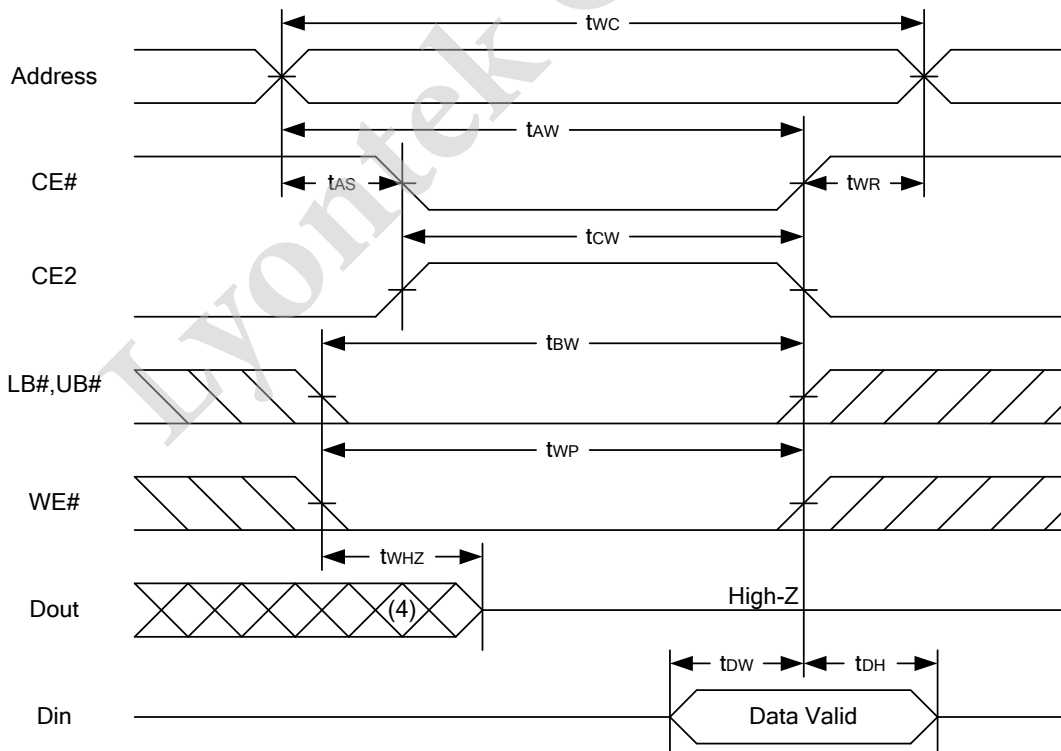 tWC
Address
tAW
CE#
tAS
tWR
tCW
CE2
tBW
LB#,UB#
tWP
WE#
tWHZ
Dout
(4)
High-Z
tDW
tDH
Din
Data Valid
Lyontek